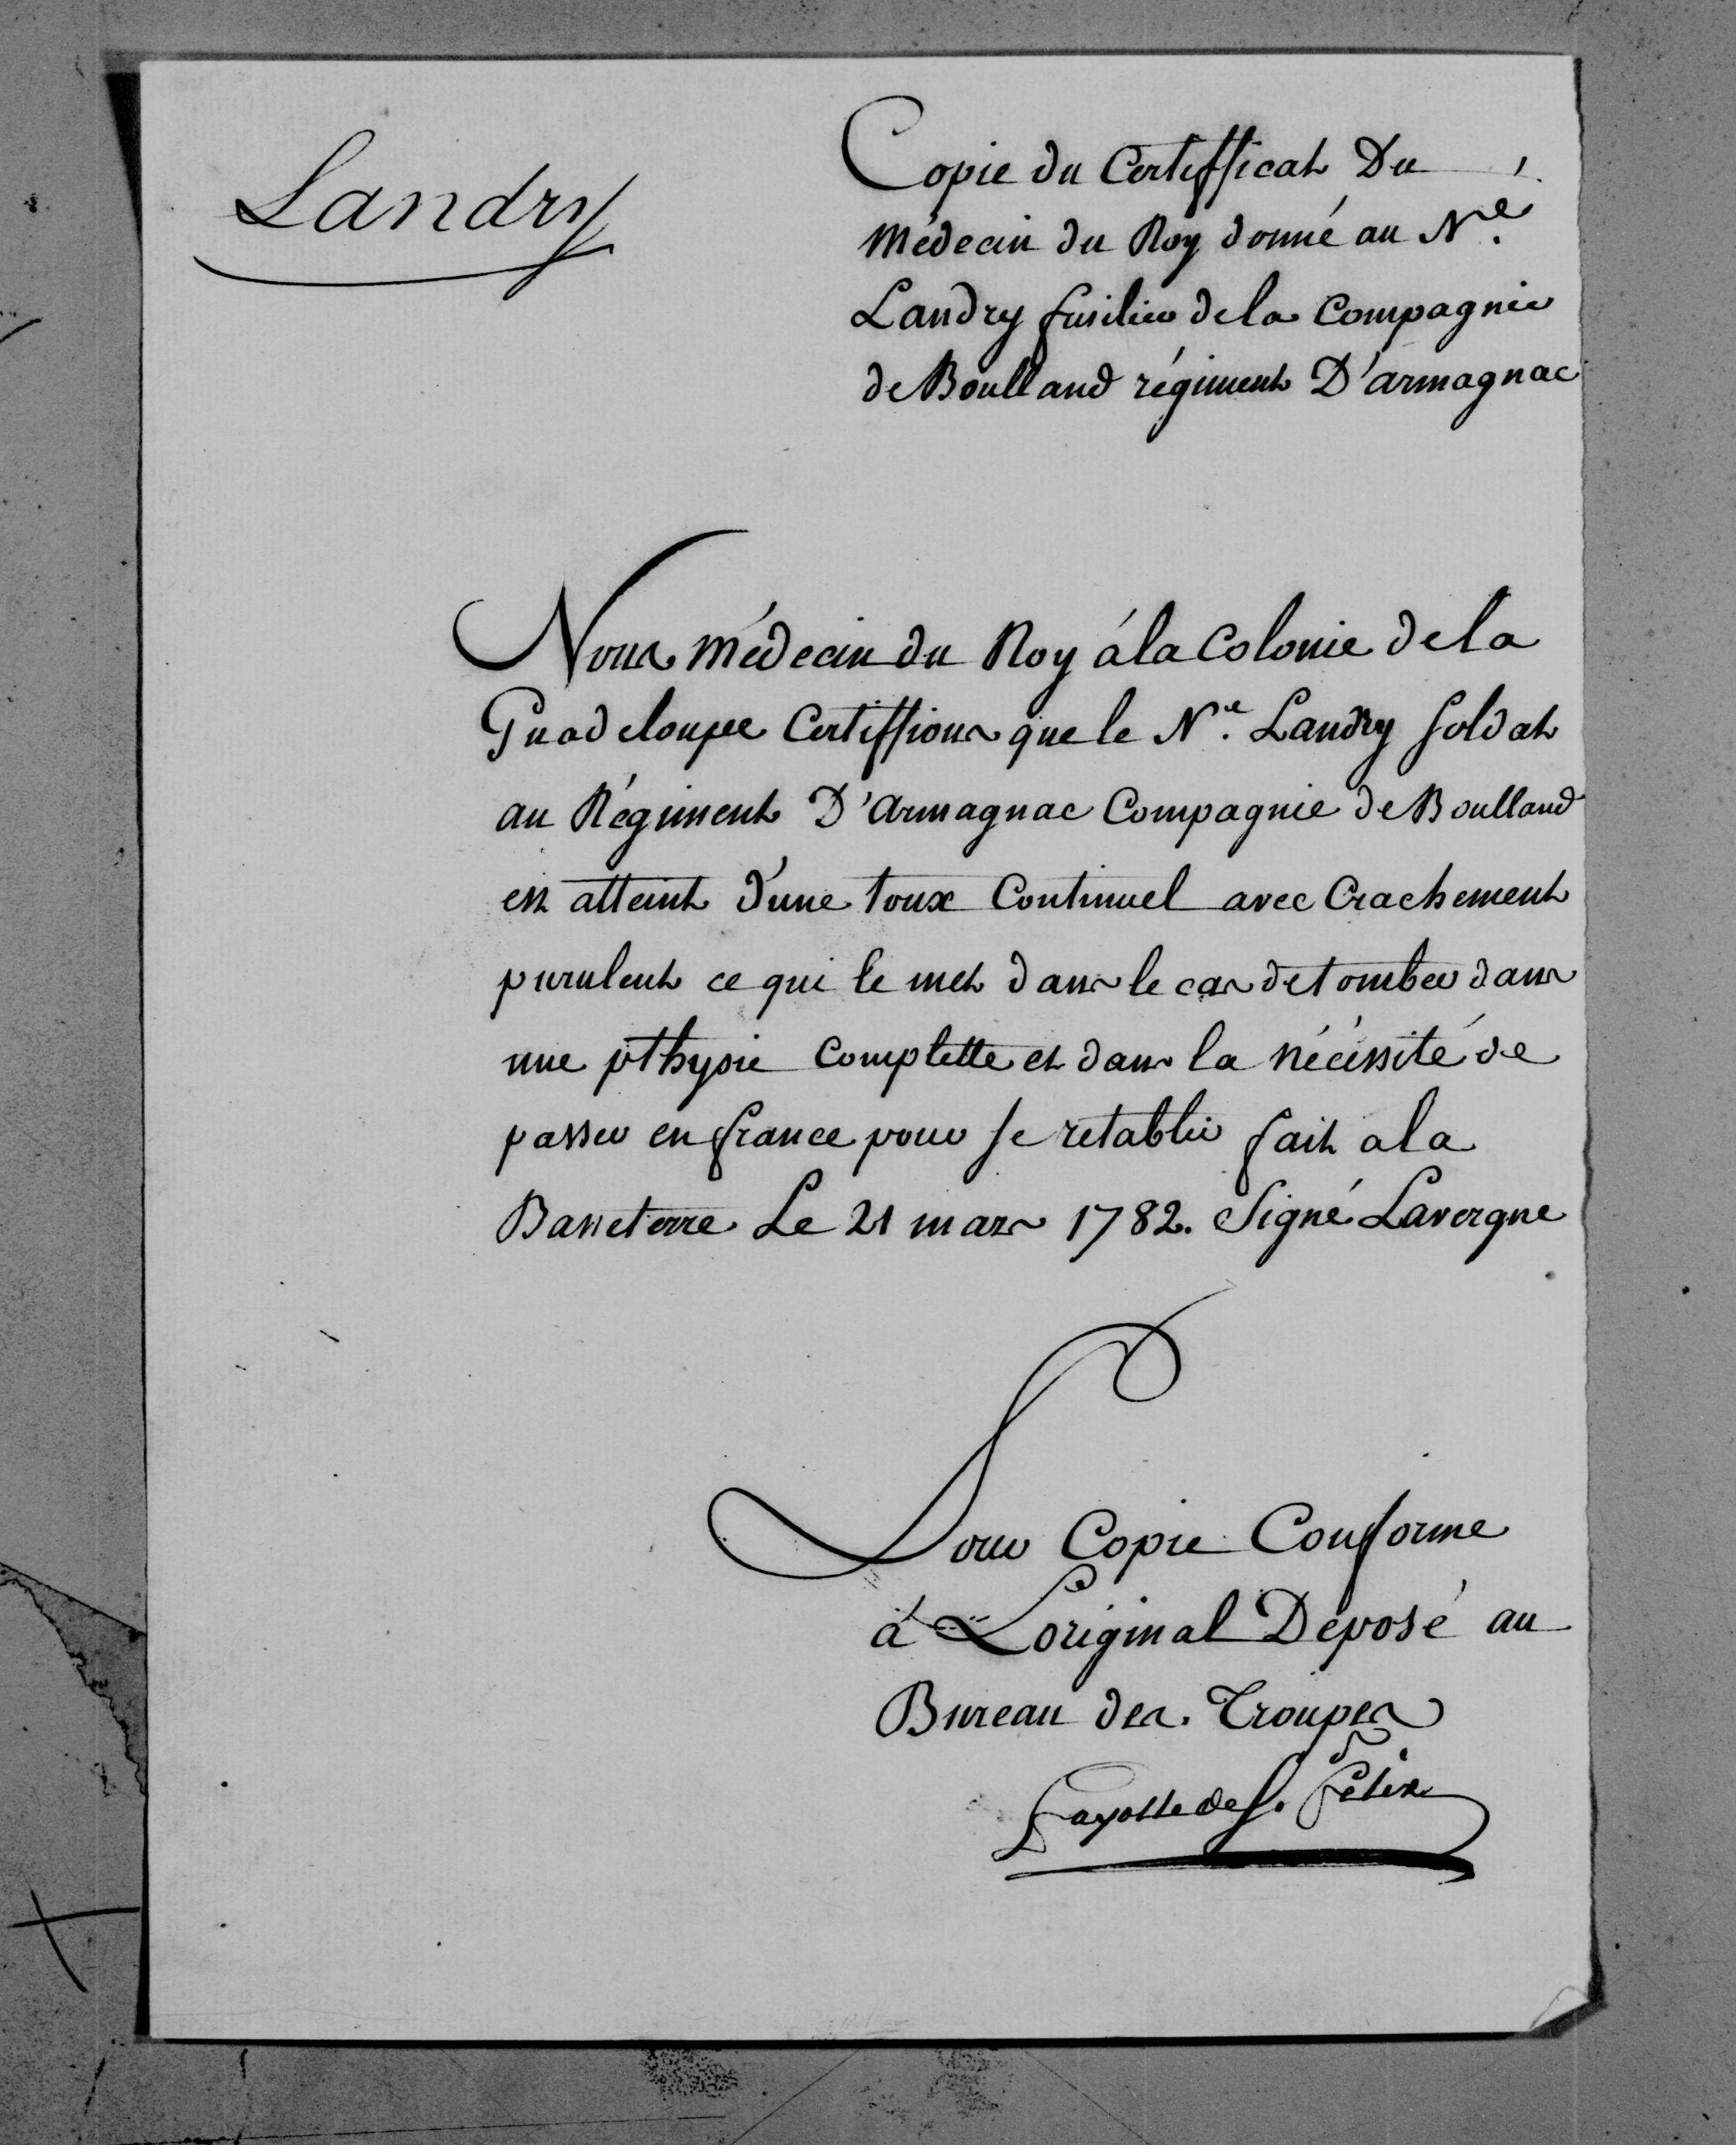 Landry
Copie du Certifficat Du
Médecin du Roy donné au N.é
Landry fusilier de la Compagnie
de Boulland régiment D'armagnac
Nous Médecin du Roy á la Colonie de la
Guadeloupe Certiffions que le N.é Landry soldat
au Régiment D'Armagnac Compagnie de Boulland
est atteint d'une toux Continuel avec Crachement
purulent ce qui le met dans le cas de tomber dans
une pthysie Complette et dans la nécéssité de
passer en france pour se retablir fait a la
Basseterre Le 21 mars 1782. Signé Lavergne
Pour Copie Conforme
á L'original Déposé au
Bureau des Troupes
de St. Félix